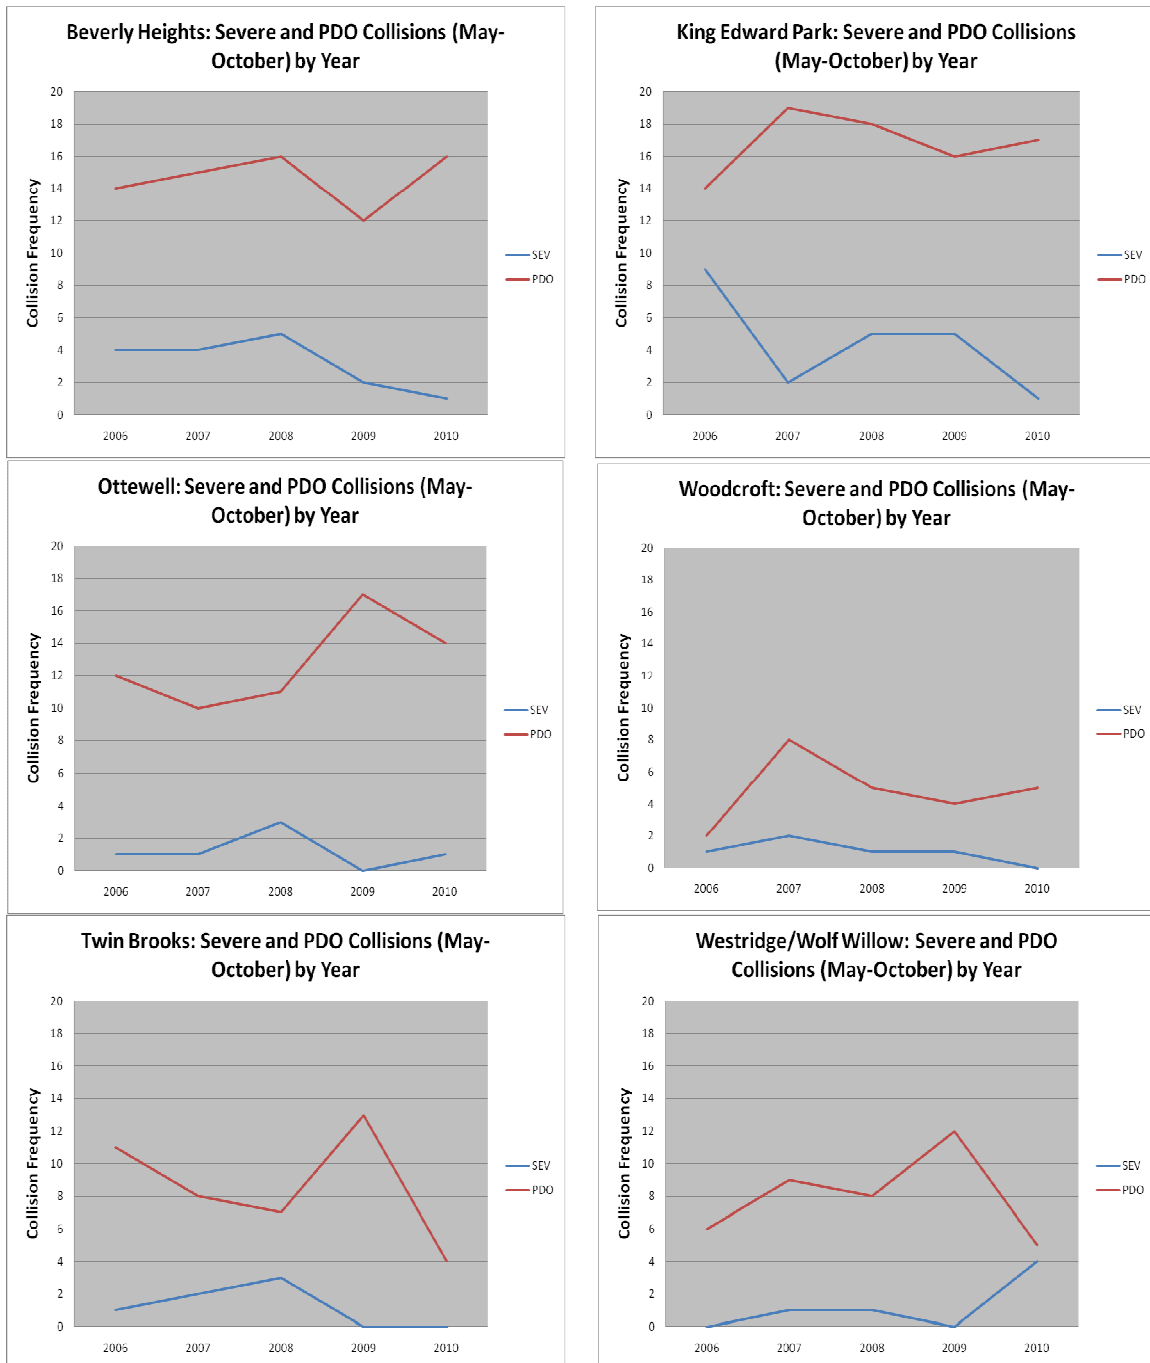 Beverly Heights: Severe and PDO Collisions (May-
October) by Year
Collision Frequency
20
18
16
14
12
10
8
6
4
2
0
2006 2007 2008 2009 2010
SEV
PDO
King Edward Park: Severe and PDO Collisions
(May-October) by Year
Collision Frequency
20
18
16
14
12
10
8
6
4
2
0
2006 2007 2008 2009 2010
SEV
PDO
Ottewell: Severe and PDO Collisions (May-
October) by Year
Collision Frequency
20
18
16
14
12
10
8
6
4
2
0
2006 2007 2008 2009 2010
SEV
PDO
Woodcroft: Severe and PDO Collisions (May-
October) by Year
Collision Frequency
20
18
16
14
12
10
8
6
4
2
0
2006 2007 2008 2009 2010
SEV
PDO
Twin Brooks: Severe and PDO Collisions (May-
October) by Year
Collision Frequency
20
18
16
14
12
10
8
6
4
2
0
2006 2007 2008 2009 2010
SEV
PDO
Westridge/Wolf Willow: Severe and PDO
Collisions (May-October) by Year
Collision Frequency
20
18
16
14
12
10
8
6
4
2
0
2006 2007 2008 2009 2010
SEV
PDO